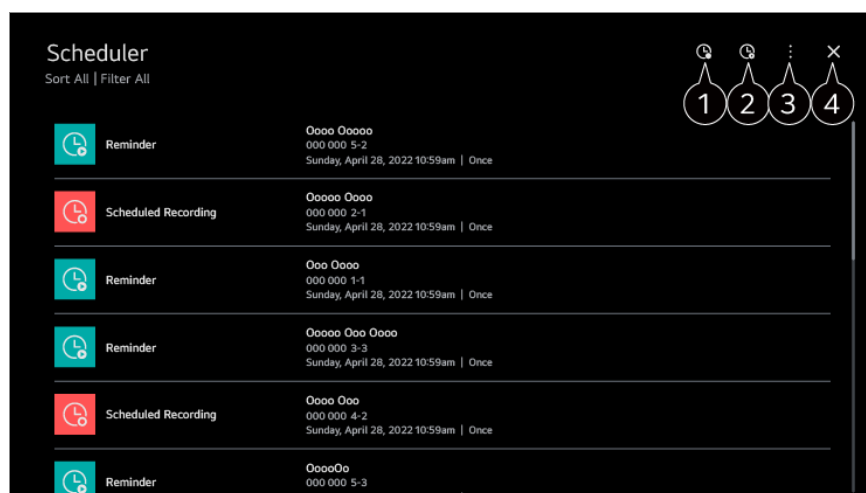 Scheduler
Sort All | Filter All
1 2 3 4
Reminder
Oooo Ooooo
000 000 5-2
Sunday, April 28, 2022 10:59am | Once
Scheduled Recording
Ooooo Oooo
000 000 2-1
Sunday, April 28, 2022 10:59am | Once
Reminder
Ooo Oooo
000 000 1-1
Sunday, April 28, 2022 10:59am | Once
Reminder
Ooooo Ooo Oooo
000 000 3-3
Sunday, April 28, 2022 10:59am | Once
Scheduled Recording
Oooo Ooo
000 000 4-2
Sunday, April 28, 2022 10:59am | Once
Reminder
OoooOo
000 000 5-3